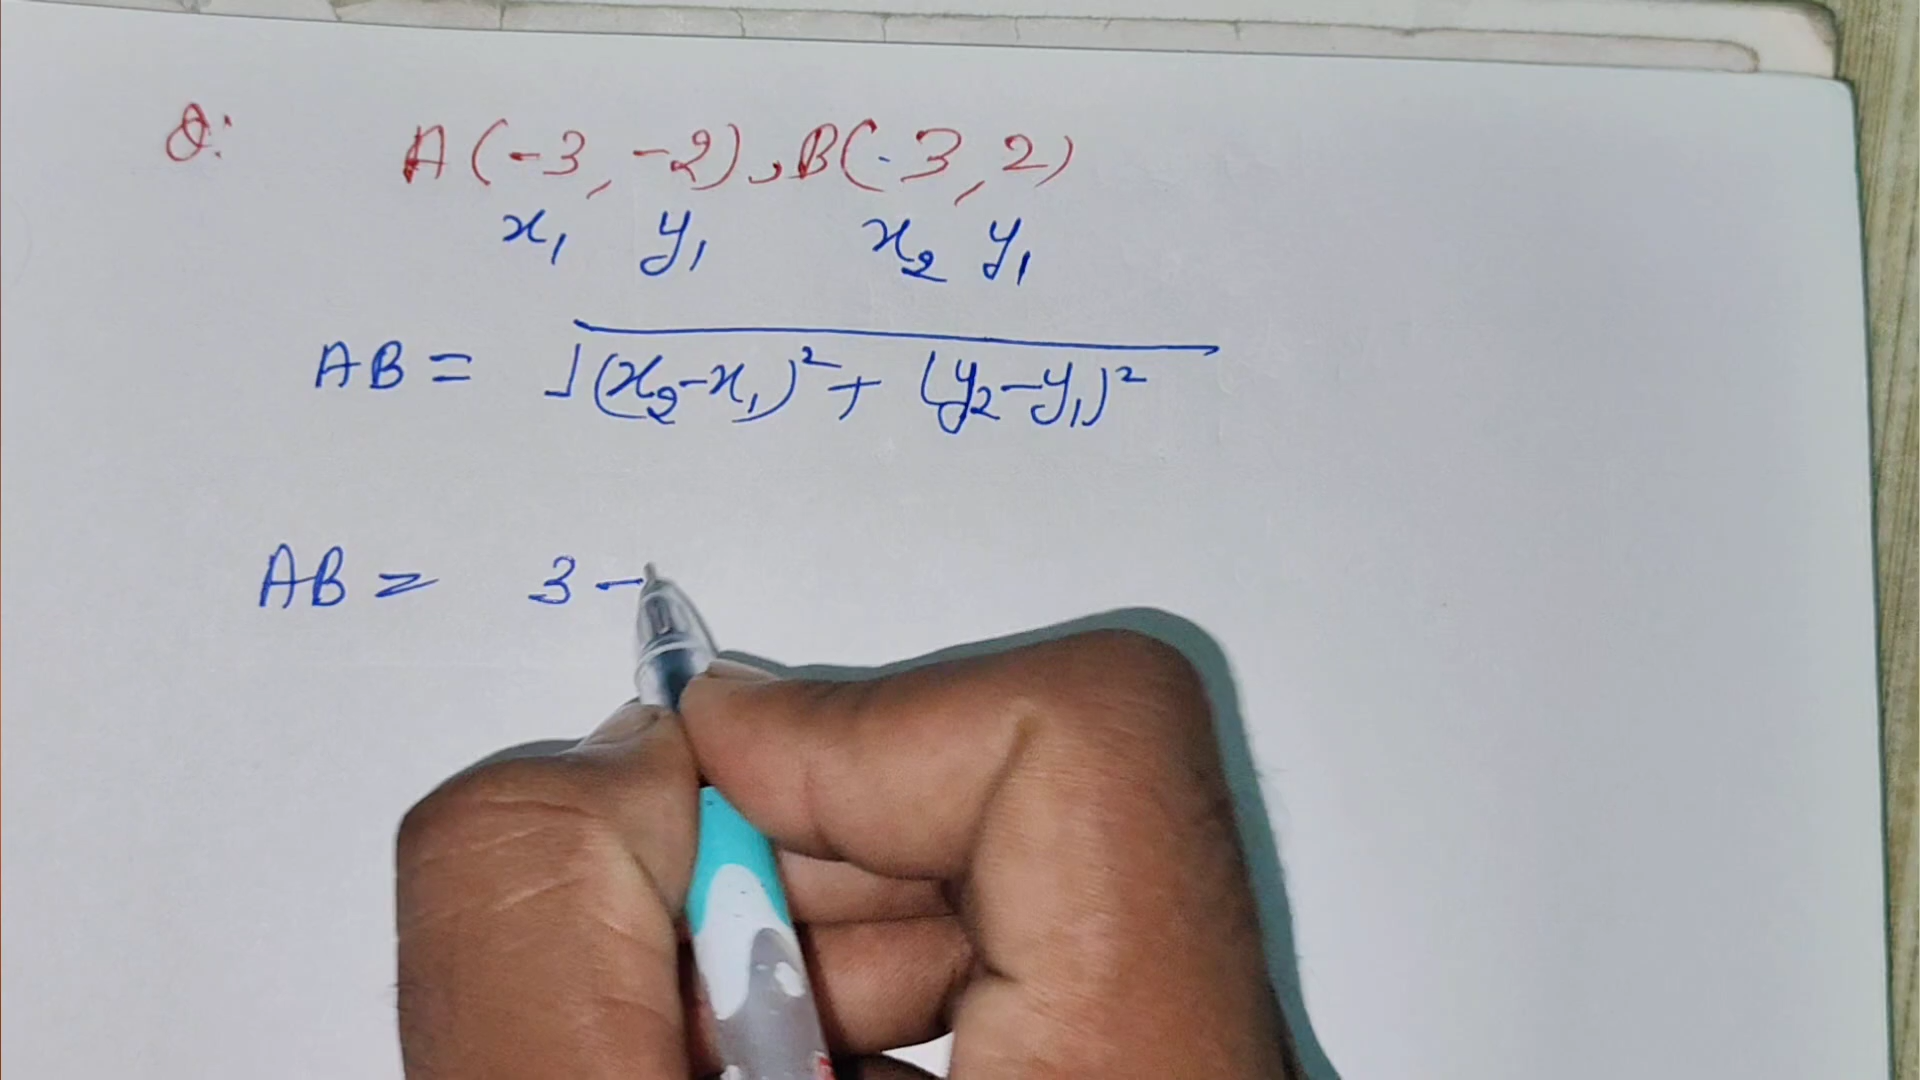 Q: A(-3, -2), B(-3, 2)
x₁ y₁ x₂ y₁
AB = √(x₂-x₁)² + (y₂-y₁)²
AB = 3 -